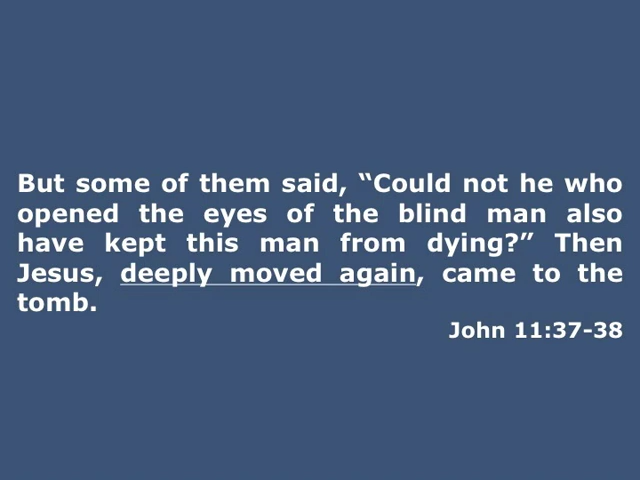 But some of them said, “Could not he who
opened the eyes of the blind man also
have kept this man from dying?” Then
Jesus, deeply moved again, came to the
tomb.
John 11:37-38